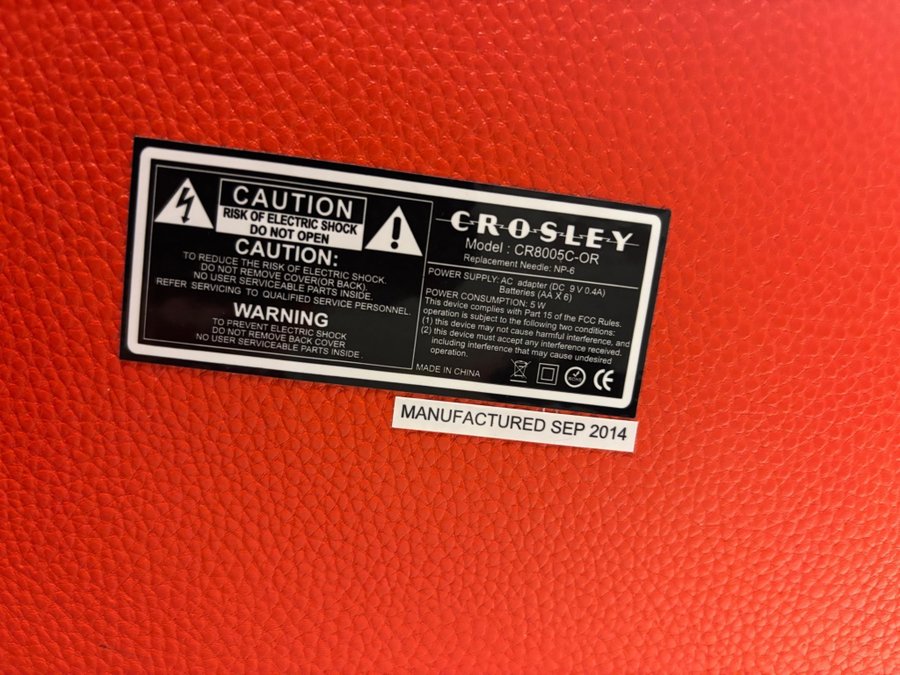 CAUTION
RISK OF ELECTRIC SHOCK
DO NOT OPEN
CAUTION:
TO REDUCE THE RISK OF ELECTRIC SHOCK.
DO NOT REMOVE COVER(OR BACK).
NO USER SERVICEABLE PARTS INSIDE.
REFER SERVICING TO QUALIFIED SERVICE PERSONNEL.
WARNING
TO PREVENT ELECTRIC SHOCK
DO NOT REMOVE BACK COVER
NO USER SERVICEABLE PARTS INSIDE .
CROSLEY
Model : CR8005C-OR
Replacement Needle: NP-6
POWER SUPPLY: AC adapter (DC 9 V 0.4A)
Batteries (AA X 6)
POWER CONSUMPTION: 5 W
This device complies with Part 15 of the FCC Rules.
operation is subject to the following two conditions:
(1) this device may not cause harmful interference, and
(2) this device must accept any interference received.
including interference that may cause undesired
operation.
MADE IN CHINA
CE
MANUFACTURED SEP 2014